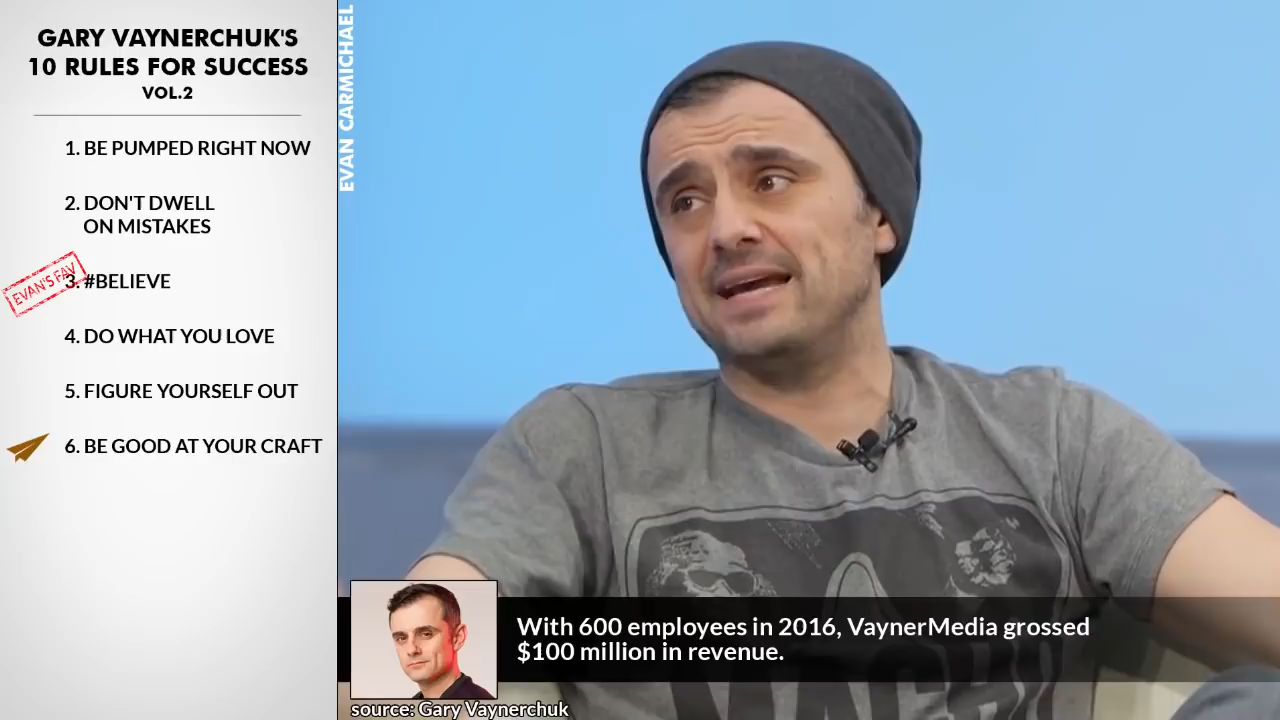 GARY VAYNERCHUK'S
10 RULES FOR SUCCESS
VOL.2
1. BE PUMPED RIGHT NOW
2. DON'T DWELL
ON MISTAKES
EVAN'S FAV
3. #BELIEVE
4. DO WHAT YOU LOVE
5. FIGURE YOURSELF OUT
6. BE GOOD AT YOUR CRAFT
EVAN CARMICHAEL
With 600 employees in 2016, VaynerMedia grossed
$100 million in revenue.
source: Gary Vaynerchuk